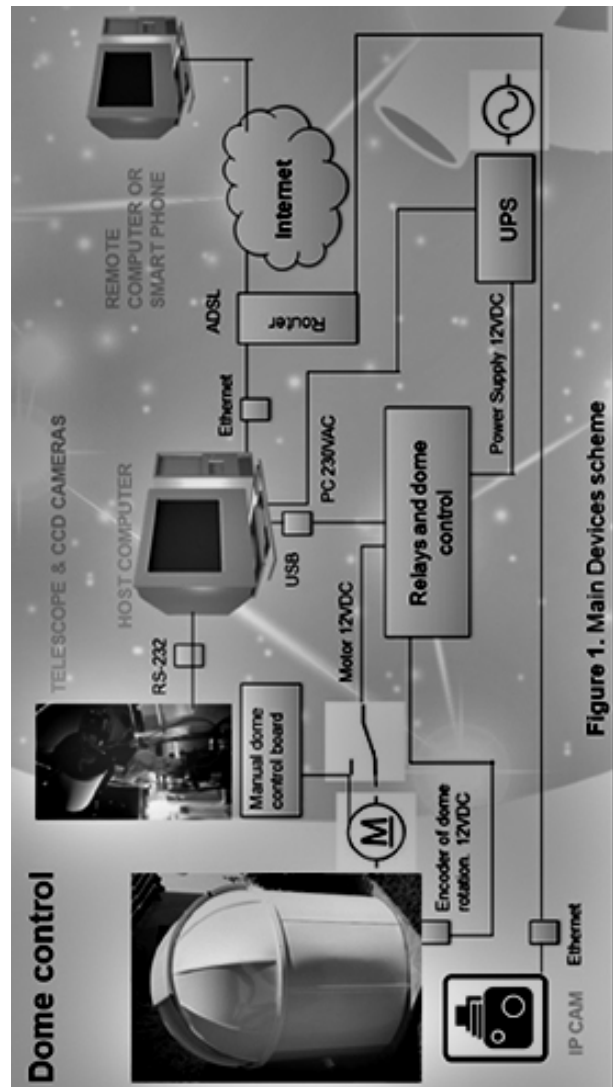 Dome control
TELESCOPE & CCD CAMERAS
REMOTE
COMPUTER OR
SMART PHONE
HOST COMPUTER
RS-232
Ethernet
ADSL
Internet
Router
Manual dome
control board
USB
PC 230VAC
Motor 12VDC
M
Relays and dome
control
UPS
Encoder of dome
rotation. 12VDC
Power Supply 12VDC
IP CAM
Ethernet
Figure 1. Main Devices scheme